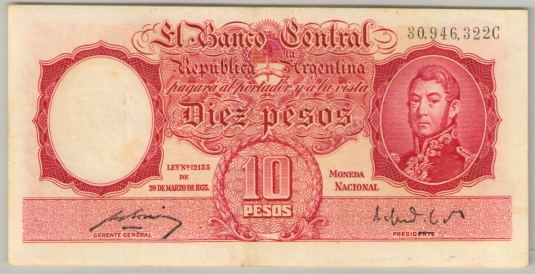 El Banco Central
30,946,322C
de la
República Argentina
pagará al portador y a la vista
Diez pesos
LEY Nº 12155
DE
28 DE MARZO DE 1935.
10
PESOS
MONEDA
NACIONAL
GERENTE GENERAL
PRESIDENTE